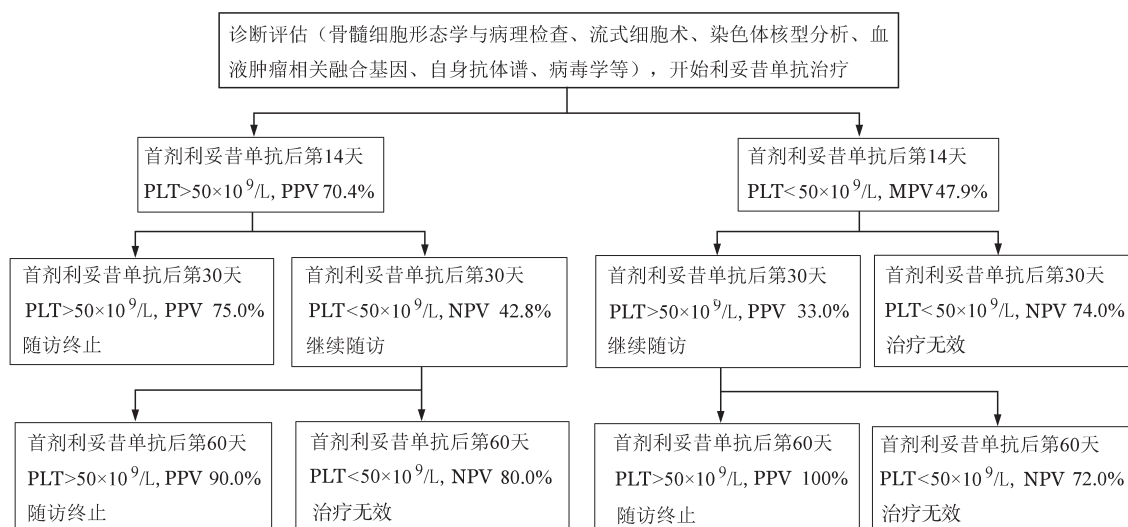 诊断评估（骨髓细胞形态学与病理检查、流式细胞术、染色体核型分析、血
液肿瘤相关融合基因、自身抗体谱、病毒学等），开始利妥昔单抗治疗
首剂利妥昔单抗后第14天
PLT>50×10⁹/L, PPV 70.4%
首剂利妥昔单抗后第14天
PLT<50×10⁹/L, MPV 47.9%
首剂利妥昔单抗后第30天
PLT>50×10⁹/L, PPV 75.0%
随访终止
首剂利妥昔单抗后第30天
PLT<50×10⁹/L, NPV 42.8%
继续随访
首剂利妥昔单抗后第30天
PLT>50×10⁹/L, PPV 33.0%
继续随访
首剂利妥昔单抗后第30天
PLT<50×10⁹/L, NPV 74.0%
治疗无效
首剂利妥昔单抗后第60天
PLT>50×10⁹/L, PPV 90.0%
随访终止
首剂利妥昔单抗后第60天
PLT<50×10⁹/L, NPV 80.0%
治疗无效
首剂利妥昔单抗后第60天
PLT>50×10⁹/L, PPV 100%
随访终止
首剂利妥昔单抗后第60天
PLT<50×10⁹/L, NPV 72.0%
治疗无效